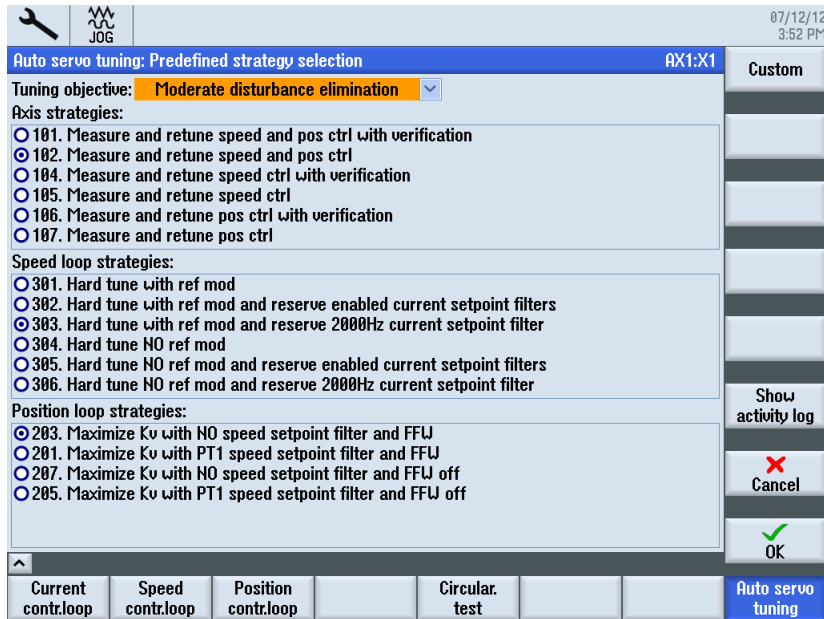 JOG
07/12/12
3:52 PM
Auto servo tuning: Predefined strategy selection AX1:X1
Custom
Tuning objective: Moderate disturbance elimination
Axis strategies:
101. Measure and retune speed and pos ctrl with verification
102. Measure and retune speed and pos ctrl
104. Measure and retune speed ctrl with verification
105. Measure and retune speed ctrl
106. Measure and retune pos ctrl with verification
107. Measure and retune pos ctrl
Speed loop strategies:
301. Hard tune with ref mod
302. Hard tune with ref mod and reserve enabled current setpoint filters
303. Hard tune with ref mod and reserve 2000Hz current setpoint filter
304. Hard tune NO ref mod
305. Hard tune NO ref mod and reserve enabled current setpoint filters
306. Hard tune NO ref mod and reserve 2000Hz current setpoint filter
Position loop strategies:
203. Maximize Kv with NO speed setpoint filter and FFW
201. Maximize Kv with PT1 speed setpoint filter and FFW
207. Maximize Kv with NO speed setpoint filter and FFW off
205. Maximize Kv with PT1 speed setpoint filter and FFW off
Show
activity log
Cancel
OK
Current
contr.loop
Speed
contr.loop
Position
contr.loop
Circular.
test
Auto servo
tuning